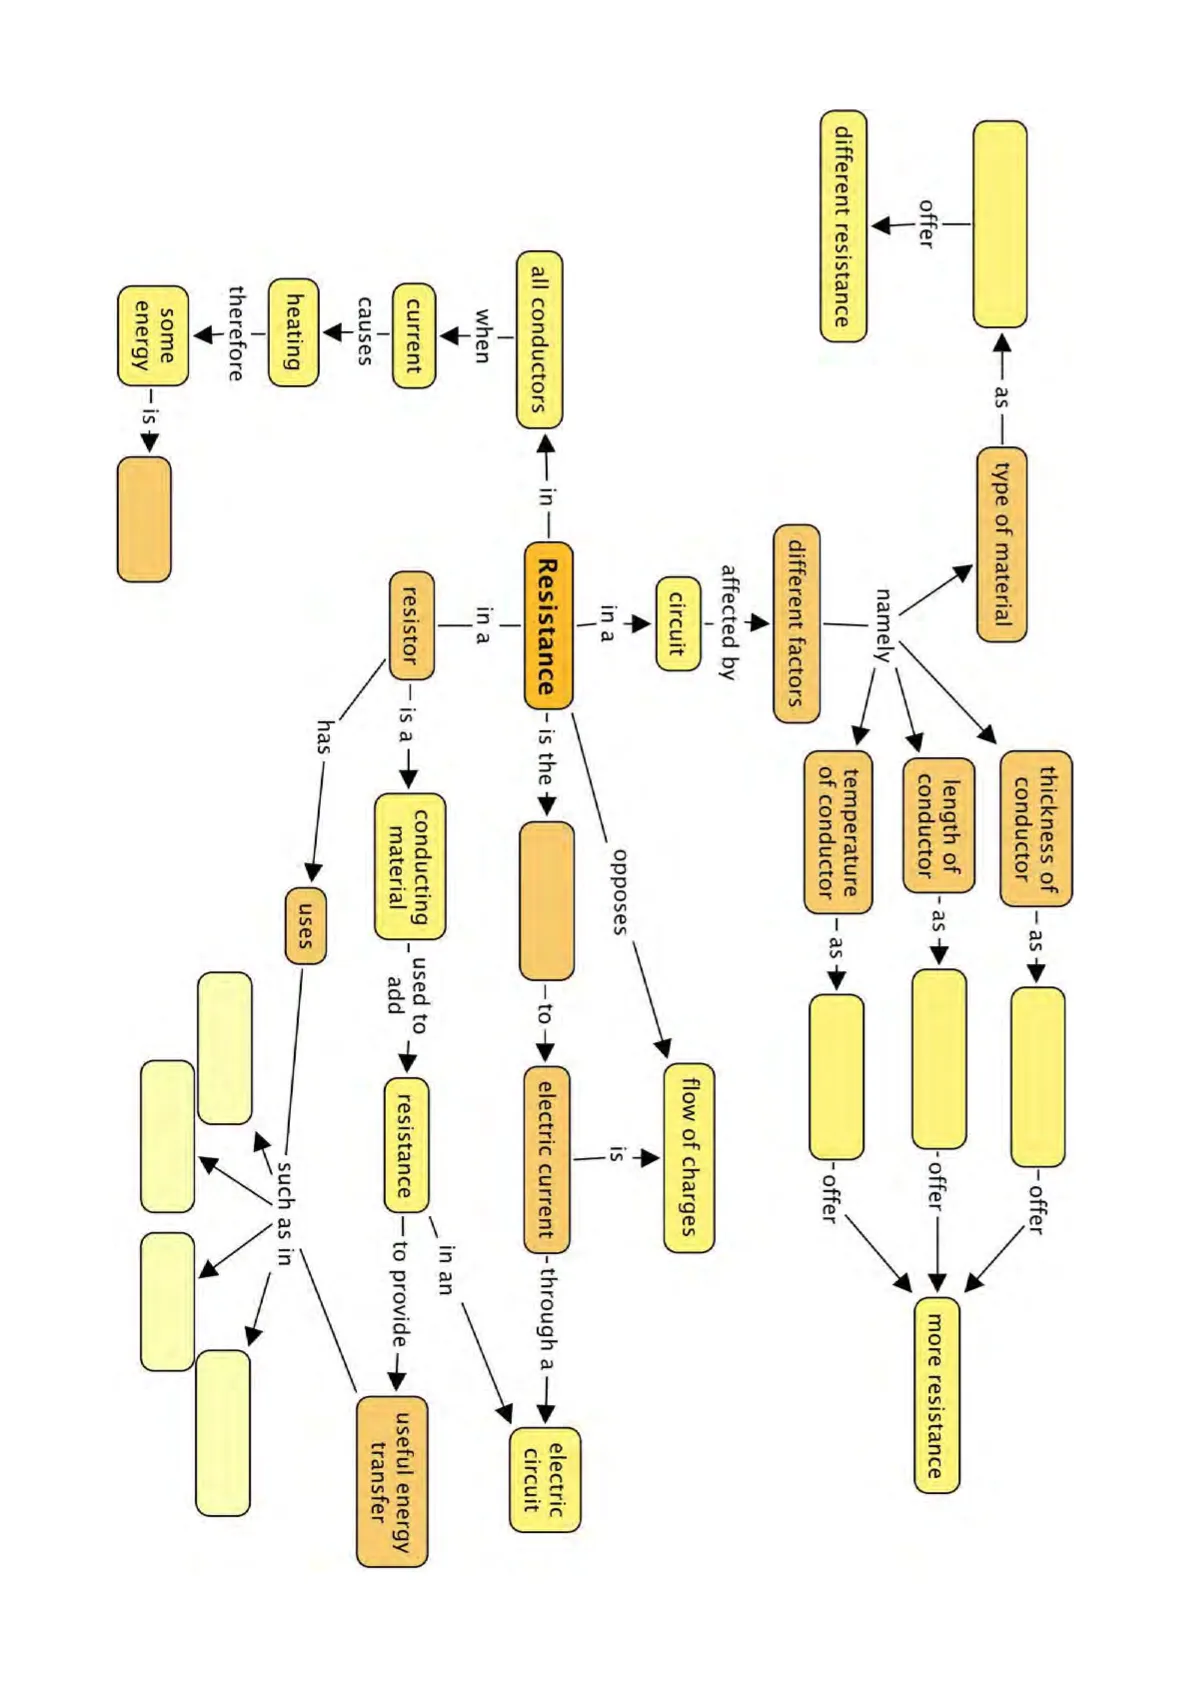 type of material
as
offer
different resistance
thickness of
conductor
as
offer
length of
conductor
as
offer
more resistance
temperature
of conductor
as
offer
namely
different factors
affected by
circuit
in a
opposes
flow of charges
is
all conductors
in
Resistance
is the
to
electric current
through a
electric
circuit
when
current
causes
heating
therefore
some
energy
is
in a
resistor
is a
conducting
material
used to
add
resistance
in an
to provide
useful energy
transfer
has
uses
such as in